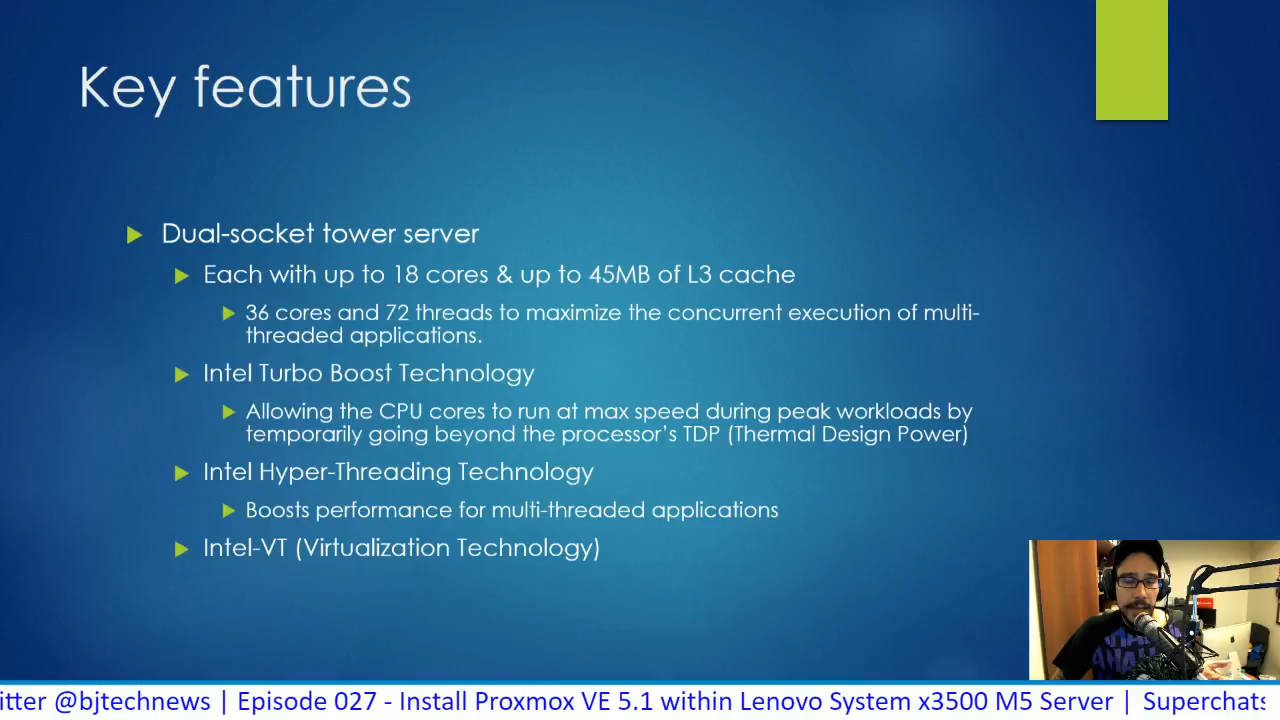 Key features
Dual-socket tower server
Each with up to 18 cores & up to 45MB of L3 cache
36 cores and 72 threads to maximize the concurrent execution of multi-
threaded applications.
Intel Turbo Boost Technology
Allowing the CPU cores to run at max speed during peak workloads by
temporarily going beyond the processor's TDP (Thermal Design Power)
Intel Hyper-Threading Technology
Boosts performance for multi-threaded applications
Intel-VT (Virtualization Technology)
itter @bjtechnews | Episode 027 - Install Proxmox VE 5.1 within Lenovo System x3500 M5 Server | Superchats